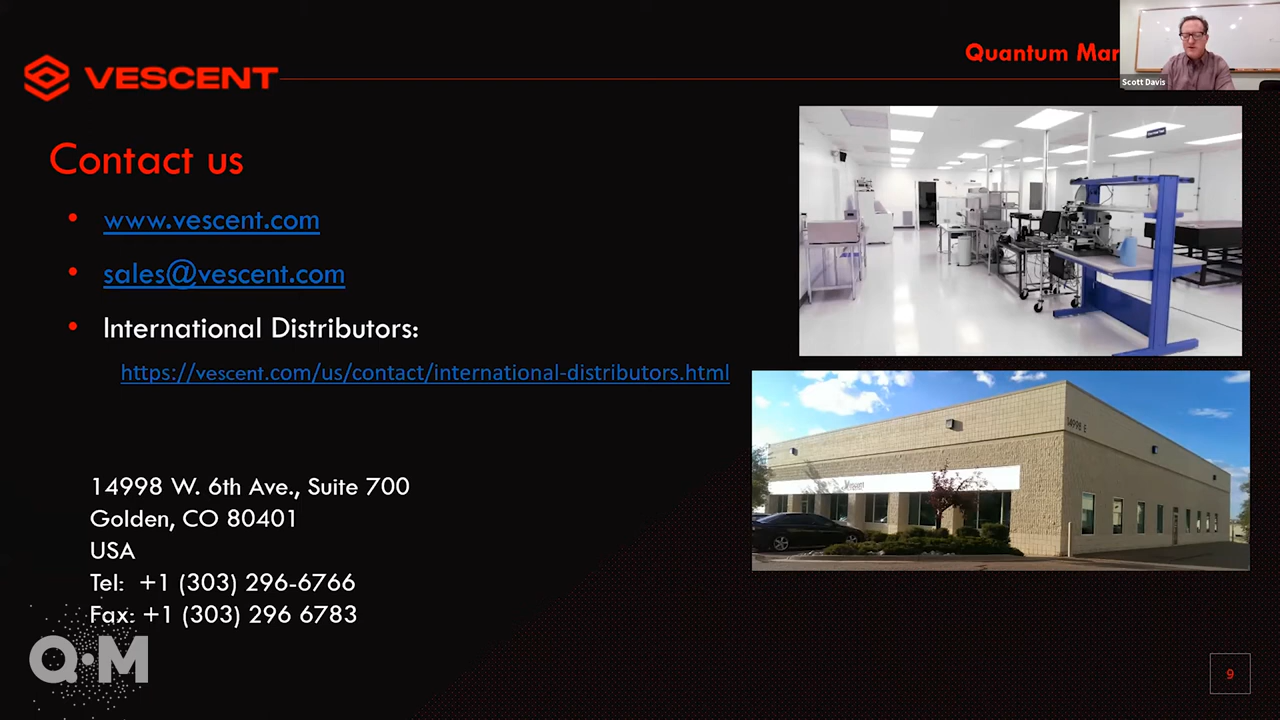 VESCENT
Quantum Mar
Scott Davis
Contact us
• www.vescent.com
• sales@vescent.com
• International Distributors:
https://vescent.com/us/contact/international-distributors.html
14998 W. 6th Ave., Suite 700
Golden, CO 80401
USA
Tel: +1 (303) 296-6766
Fax: +1 (303) 296 6783
14998 E
Vescent
Q·M
9